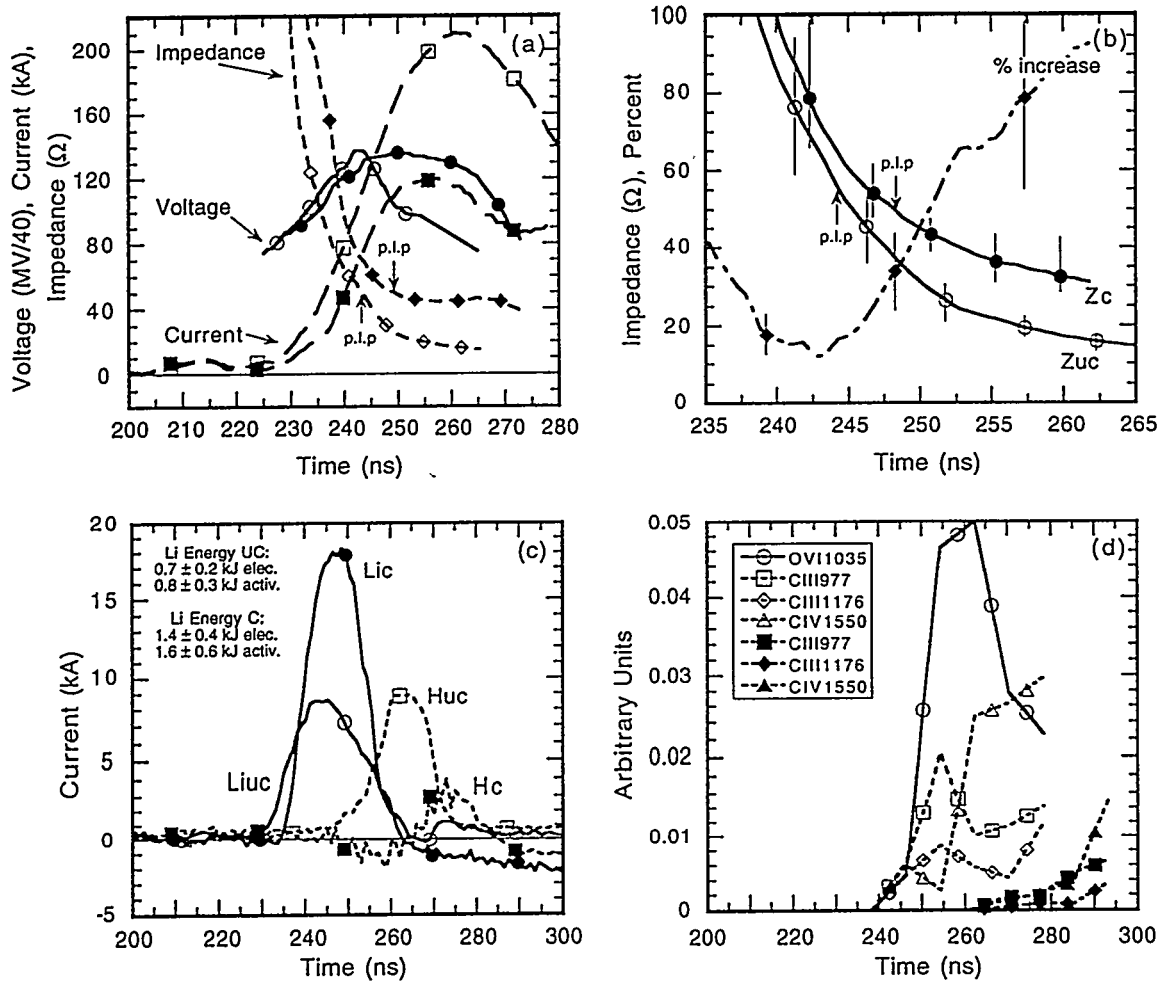 (a)
Voltage (MV/40), Current (kA),
Impedance (Ω)
200
160
120
80
40
0
Impedance
Voltage
Current
p.l.p
p.l.p
200 210 220 230 240 250 260 270 280
Time (ns)
(b)
Impedance (Ω), Percent
100
80
60
40
20
0
% increase
p.l.p
p.l.p
Zc
Zuc
235 240 245 250 255 260 265
Time (ns)
(c)
Current (kA)
20
15
10
5
0
-5
Li Energy UC:
0.7 ± 0.2 kJ elec.
0.8 ± 0.3 kJ activ.
Li Energy C:
1.4 ± 0.4 kJ elec.
1.6 ± 0.6 kJ activ.
Lic
Huc
Liuc
Hc
200 220 240 260 280 300
Time (ns)
(d)
Arbitrary Units
0.05
0.04
0.03
0.02
0.01
0
OVI1035
CIII977
CIII1176
CIV1550
CIII977
CIII1176
CIV1550
200 220 240 260 280 300
Time (ns)